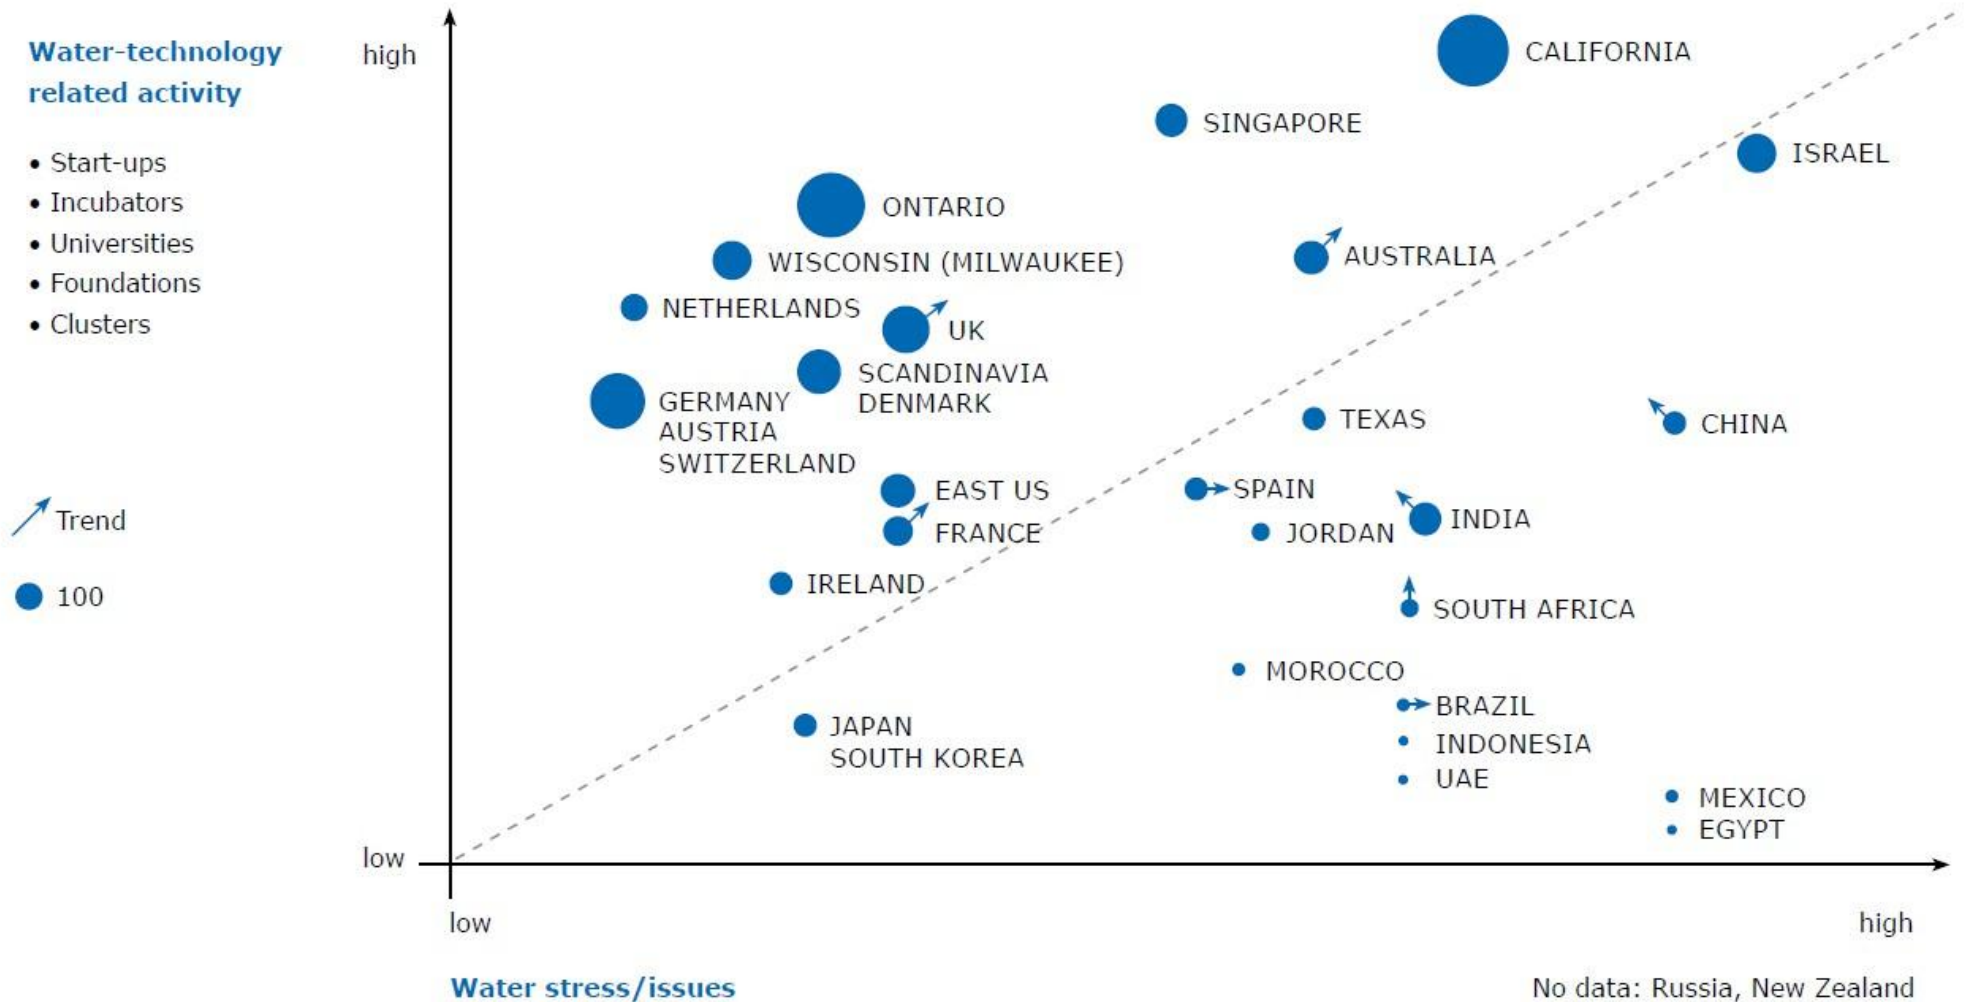 Water-technology
related activity
• Start-ups
• Incubators
• Universities
• Foundations
• Clusters
Trend
100
high
CALIFORNIA
SINGAPORE
ISRAEL
ONTARIO
WISCONSIN (MILWAUKEE)
AUSTRALIA
NETHERLANDS
UK
SCANDINAVIA
DENMARK
GERMANY
AUSTRIA
SWITZERLAND
TEXAS
CHINA
EAST US
SPAIN
INDIA
FRANCE
JORDAN
IRELAND
SOUTH AFRICA
MOROCCO
BRAZIL
JAPAN
SOUTH KOREA
INDONESIA
UAE
MEXICO
EGYPT
low
low
high
Water stress/issues
No data: Russia, New Zealand